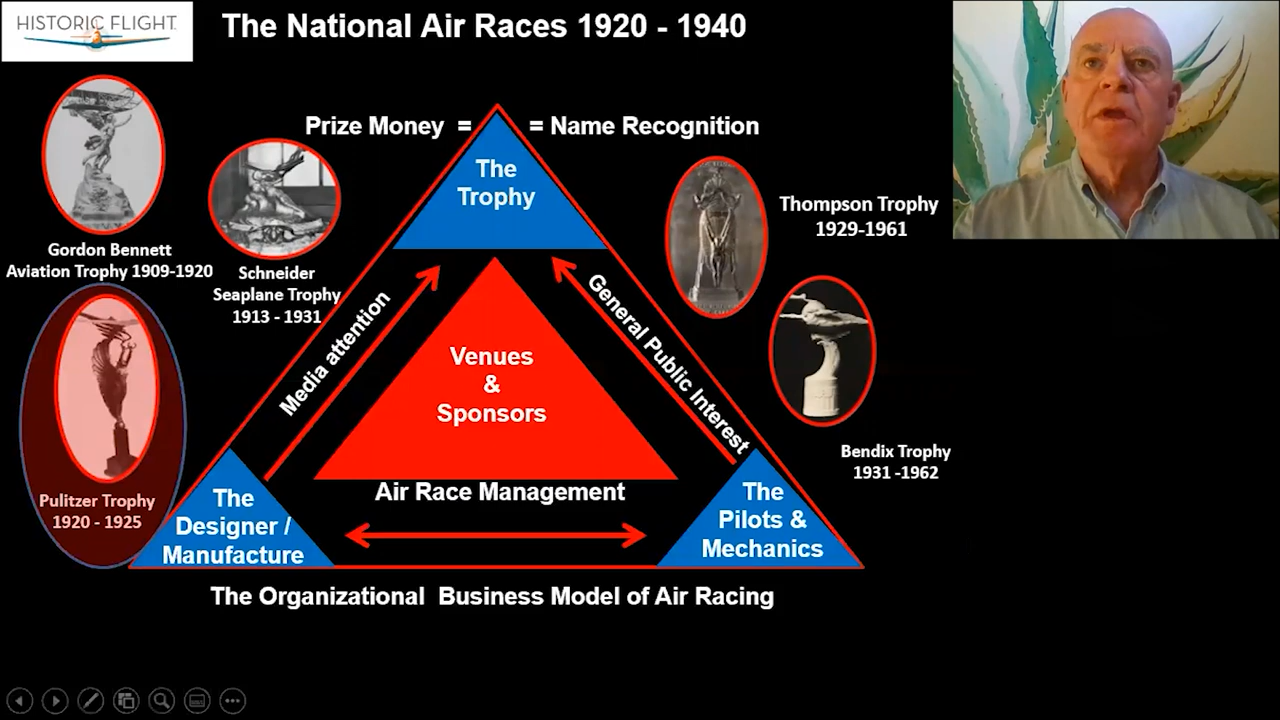 HISTORIC FLIGHT
The National Air Races 1920 - 1940
Prize Money =
= Name Recognition
The
Trophy
Gordon Bennett
Aviation Trophy 1909-1920
Schneider
Seaplane Trophy
1913 - 1931
Thompson Trophy
1929-1961
Media attention
General Public Interest
Venues
&
Sponsors
Bendix Trophy
1931 -1962
Pulitzer Trophy
1920 - 1925
Air Race Management
The
Designer /
Manufacture
The
Pilots &
Mechanics
The Organizational Business Model of Air Racing